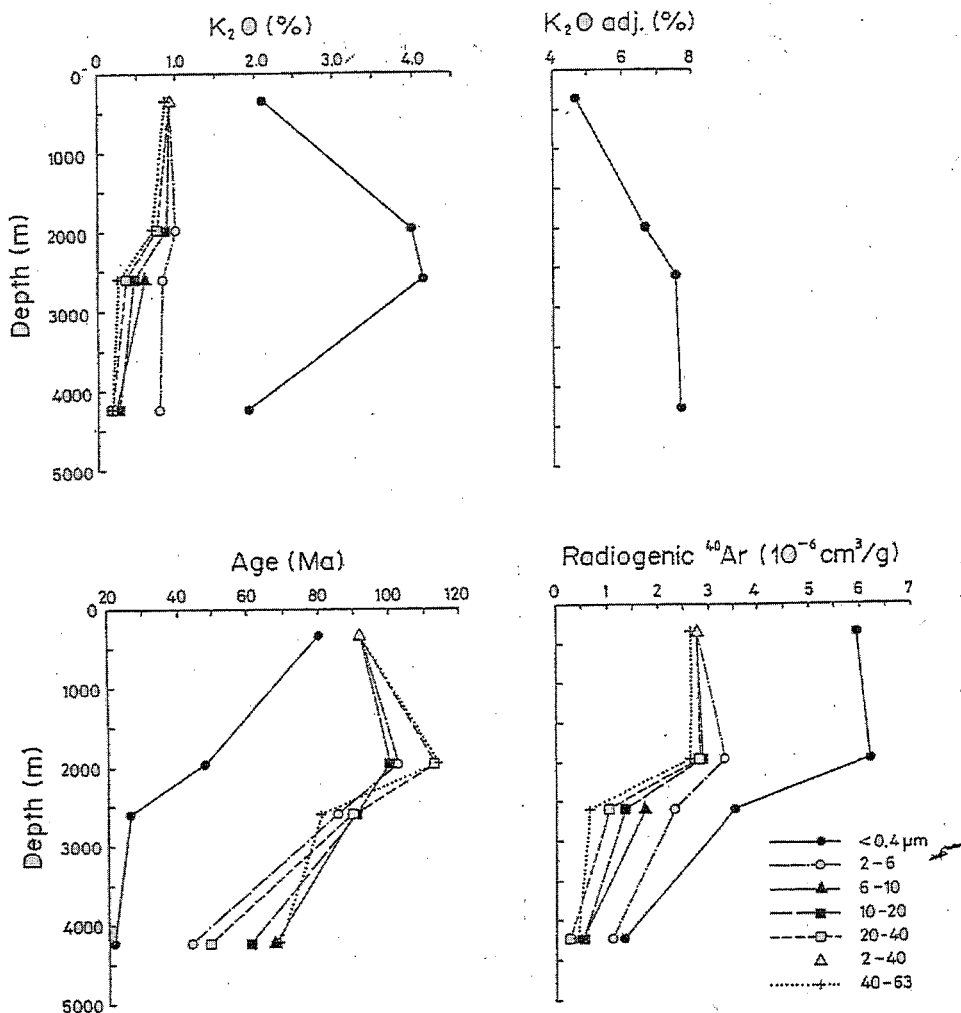 K₂O (%)
0 1.0 2.0 3.0 4.0
0
1000
2000
3000
4000
5000
Depth (m)
K₂O adj. (%)
4 6 8
Age (Ma)
20 40 60 80 100 120
0
1000
2000
3000
4000
5000
Depth (m)
Radiogenic ⁴⁰Ar (10⁻⁶ cm³/g)
0 1 2 3 4 5 6 7
<0.4 µm
2-6
6-10
10-20
20-40
2-40
40-63